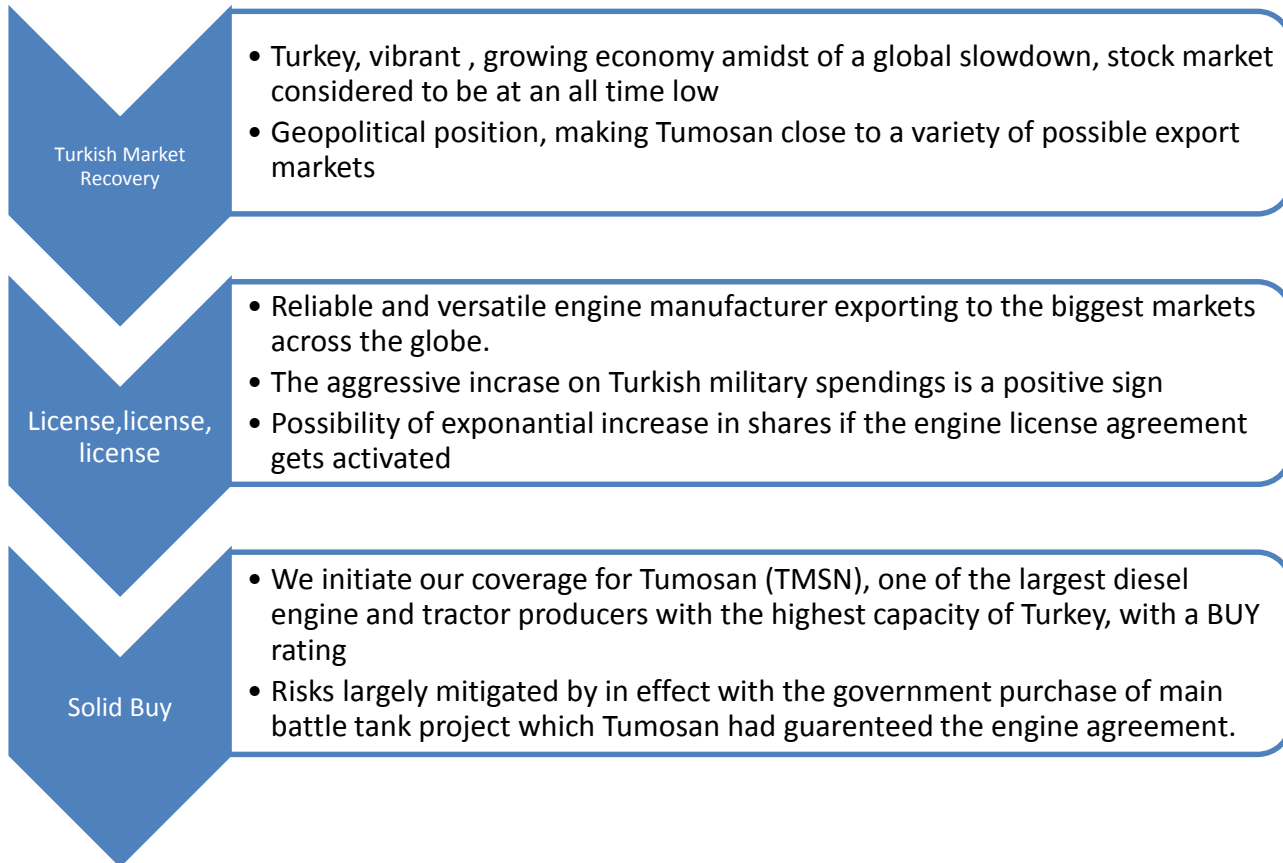 Turkish Market
Recovery
• Turkey, vibrant , growing economy amidst of a global slowdown, stock market
considered to be at an all time low
• Geopolitical position, making Tumosan close to a variety of possible export
markets
License,license,
license
• Reliable and versatile engine manufacturer exporting to the biggest markets
across the globe.
• The aggressive incrase on Turkish military spendings is a positive sign
• Possibility of exponantial increase in shares if the engine license agreement
gets activated
Solid Buy
• We initiate our coverage for Tumosan (TMSN), one of the largest diesel
engine and tractor producers with the highest capacity of Turkey, with a BUY
rating
• Risks largely mitigated by in effect with the government purchase of main
battle tank project which Tumosan had guarenteed the engine agreement.